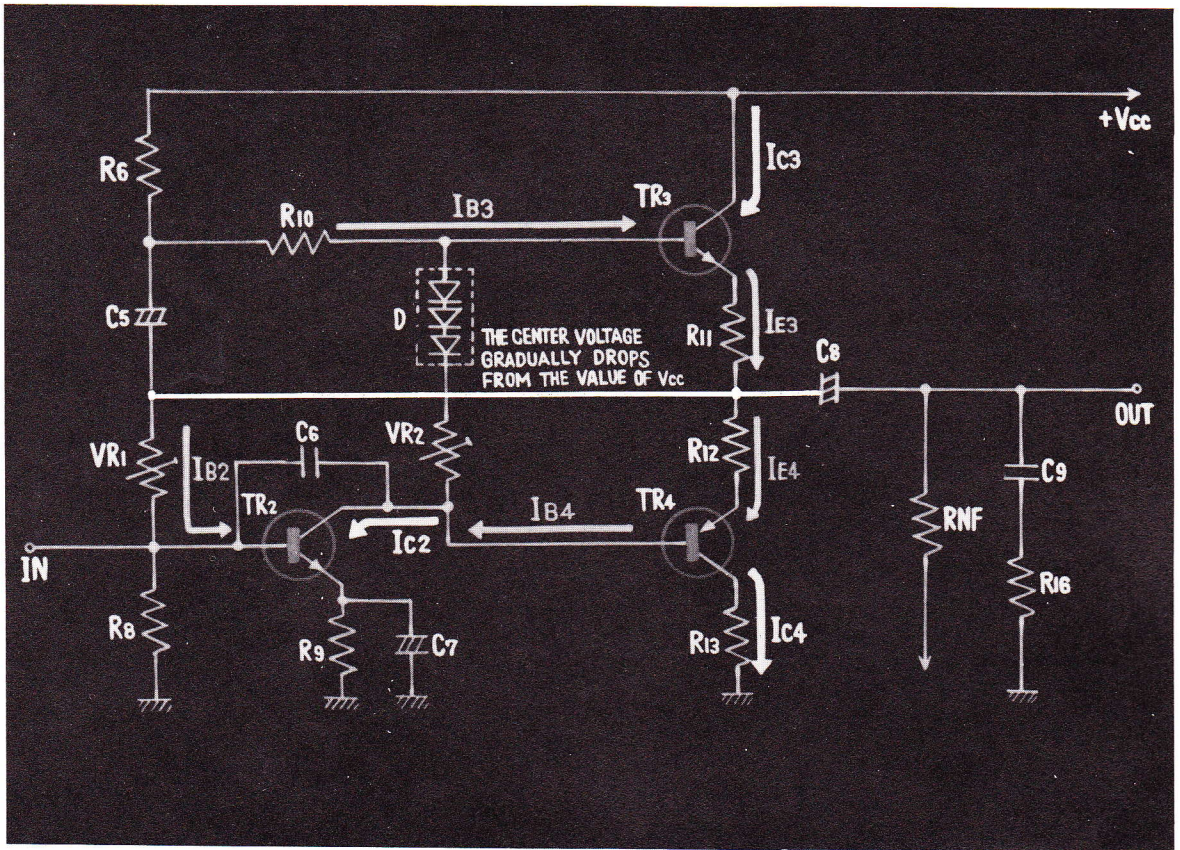 +Vcc
R6
IC3
TR3
IB3
R10
C5
D
R11
IE3
THE CENTER VOLTAGE
GRADUALLY DROPS
FROM THE VALUE OF Vcc
C8
OUT
VR1
IB2
C6
VR2
R12
IE4
C9
TR2
IC2
IB4
TR4
RNF
IN
R8
R9
C7
R13
IC4
R16